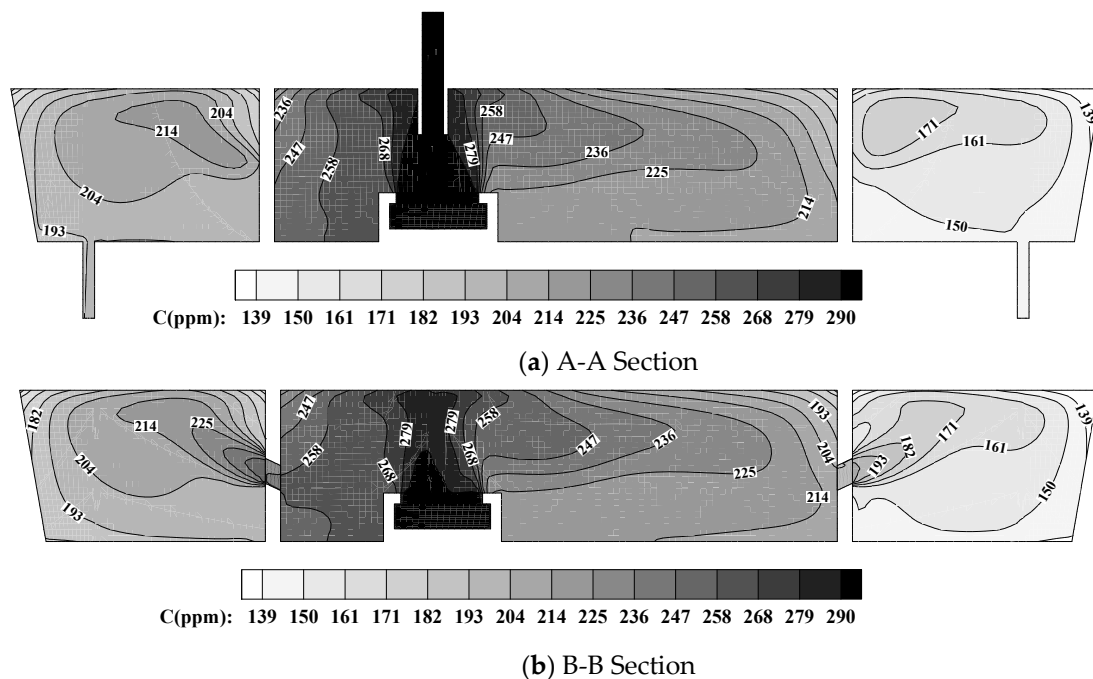 236 258 204
214 247 171 139
247 268 279 236 161
258
225
204
214
193 150
C(ppm): 139 150 161 171 182 193 204 214 225 236 247 258 268 279 290
(a) A-A Section
247 279 279 258 193 139
182 214 225 171
258 247 236 182 161
204 268 268 225 204 193
193 214 150
C(ppm): 139 150 161 171 182 193 204 214 225 236 247 258 268 279 290
(b) B-B Section